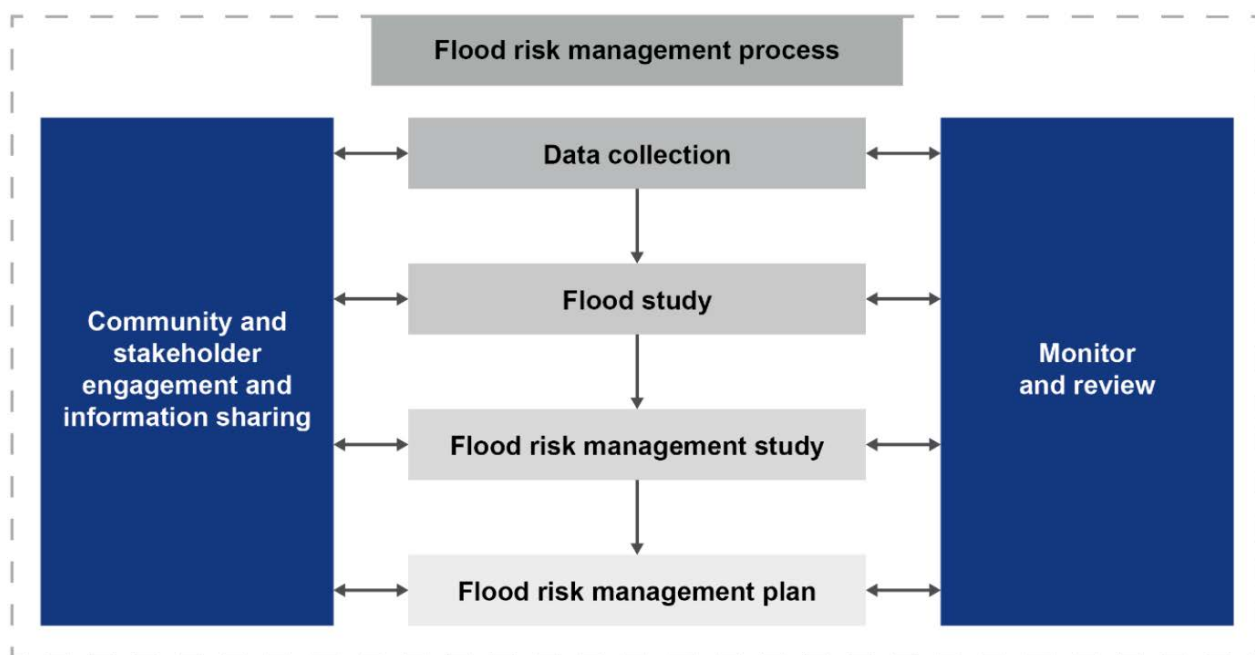 Flood risk management process
Data collection
Flood study
Community and
stakeholder
engagement and
information sharing
Monitor
and review
Flood risk management study
Flood risk management plan